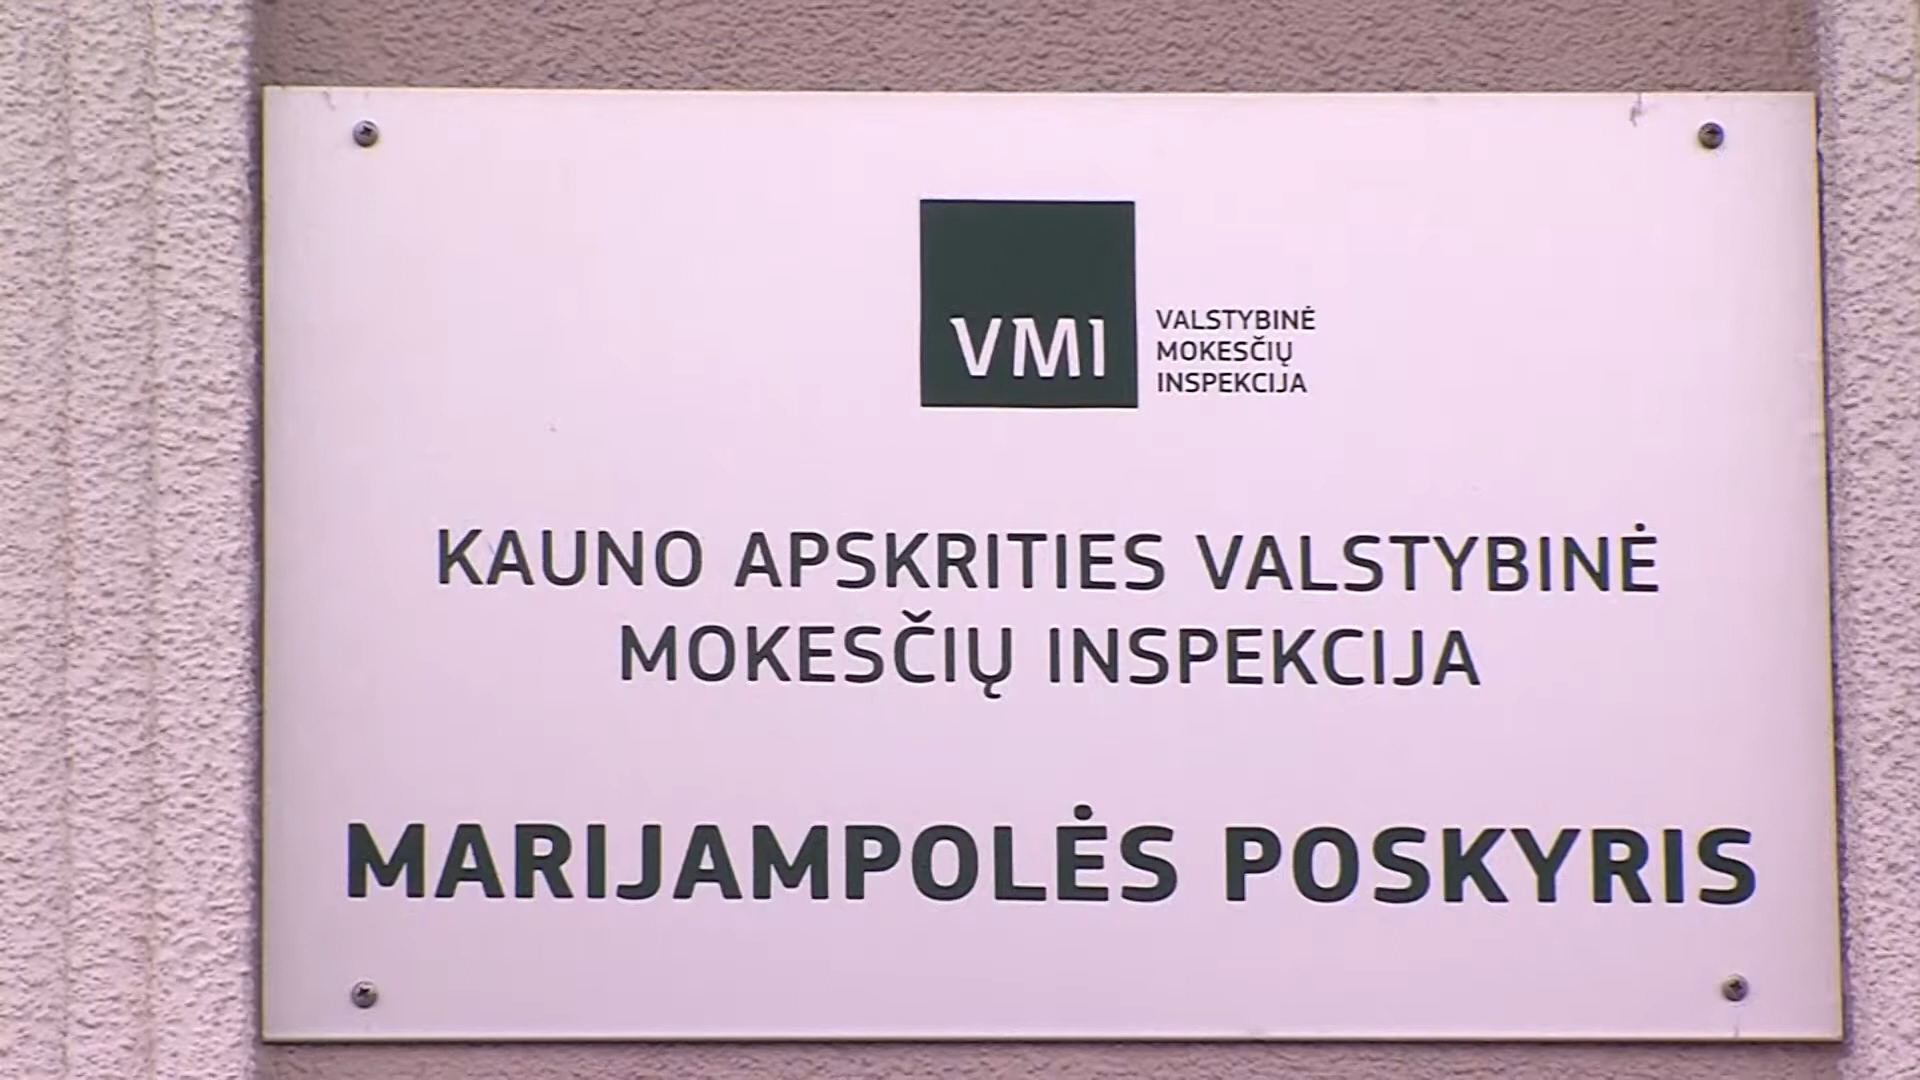 VMI
VALSTYBINĖ
MOKESČIŲ
INSPEKCIJA
KAUNO APSKRITIES VALSTYBINĖ
MOKESČIŲ INSPEKCIJA
MARIJAMPOLĖS POSKYRIS